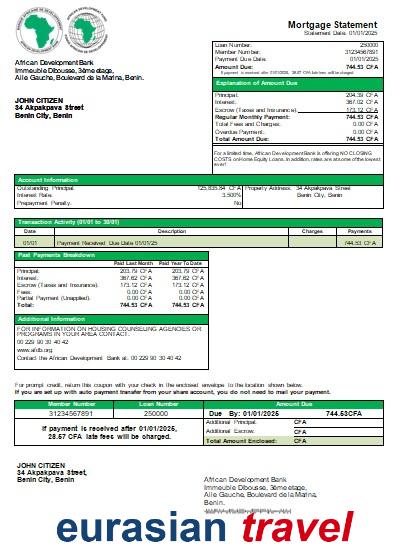 Mortgage Statement
Statement Date: 01/01/2025
Loan Number: 250000
Member Number: 31234567891
Payment Due Date: 01/01/2025
Amount Due: 744.53 CFA
If payment is received after 01/01/2025, 28.57 CFA late fees will be charged.
African Development Bank
Immeuble Dbousse, 3ème etage,
Aile Gauche, Boulevard de la Marina,
Benin.
JOHN CITIZEN
34 Akpakpava Street
Benin City, Benin
Explanation of Amount Due
Principal: 204.39 CFA
Interest: 367.02 CFA
Escrow (Taxes and Insurance): 173.12 CFA
Regular Monthly Payment: 744.53 CFA
Total Fees and Charges: 0.00 CFA
Overdue Payment: 0.00 CFA
Total Amount Due: 744.53 CFA
For a limited time, African Development Bank is offering NO CLOSING
COSTS on Home Equity Loans. In addition, rates are at some of the lowest
ever!
Account Information
Outstanding Principal: 125,835.84 CFA Property Address: 34 Akpakpava Street
Interest Rate: 3.500% Benin City, Benin
Prepayment Penalty: No
Transaction Activity (01/01 to 30/01)
Date Description Charges Payments
01/01 Payment Received Due Date 01/01/25 744.53 CFA
Past Payments Breakdown
Paid Last Month Paid Year To Date
Principal: 203.79 CFA 203.79 CFA
Interest: 367.62 CFA 367.62 CFA
Escrow (Taxes and Insurance): 173.12 CFA 173.12 CFA
Fees: 0.00 CFA 0.00 CFA
Partial Payment (Unapplied): 0.00 CFA 0.00 CFA
Total: 744.53 CFA 744.53 CFA
Additional Information
FOR INFORMATION ON HOUSING COUNSELING AGENCIES OR
PROGRAMS IN YOUR AREA CONTACT:
00 229 90 30 40 42
www.afdb.org
Contact the African Development Bank at: 00 229 90 30 40 42
For prompt credit, return this coupon with your check in the enclosed envelope to the location shown below.
If you are set up with auto payment transfer from your share account, you do not need to mail your payment.
Member Number Loan Number Amount Due
31234567891 250000 Due By: 01/01/2025 744.53CFA
If payment is received after 01/01/2025,
28.57 CFA late fees will be charged.
Additional Principal: CFA
Additional Escrow: CFA
Total Amount Enclosed: CFA
JOHN CITIZEN
34 Akpakpava Street,
Benin City, Benin
African Development Bank
Immeuble Dbousse, 3ème etage,
Aile Gauche, Boulevard de la Marina,
Benin.
eurasian travel